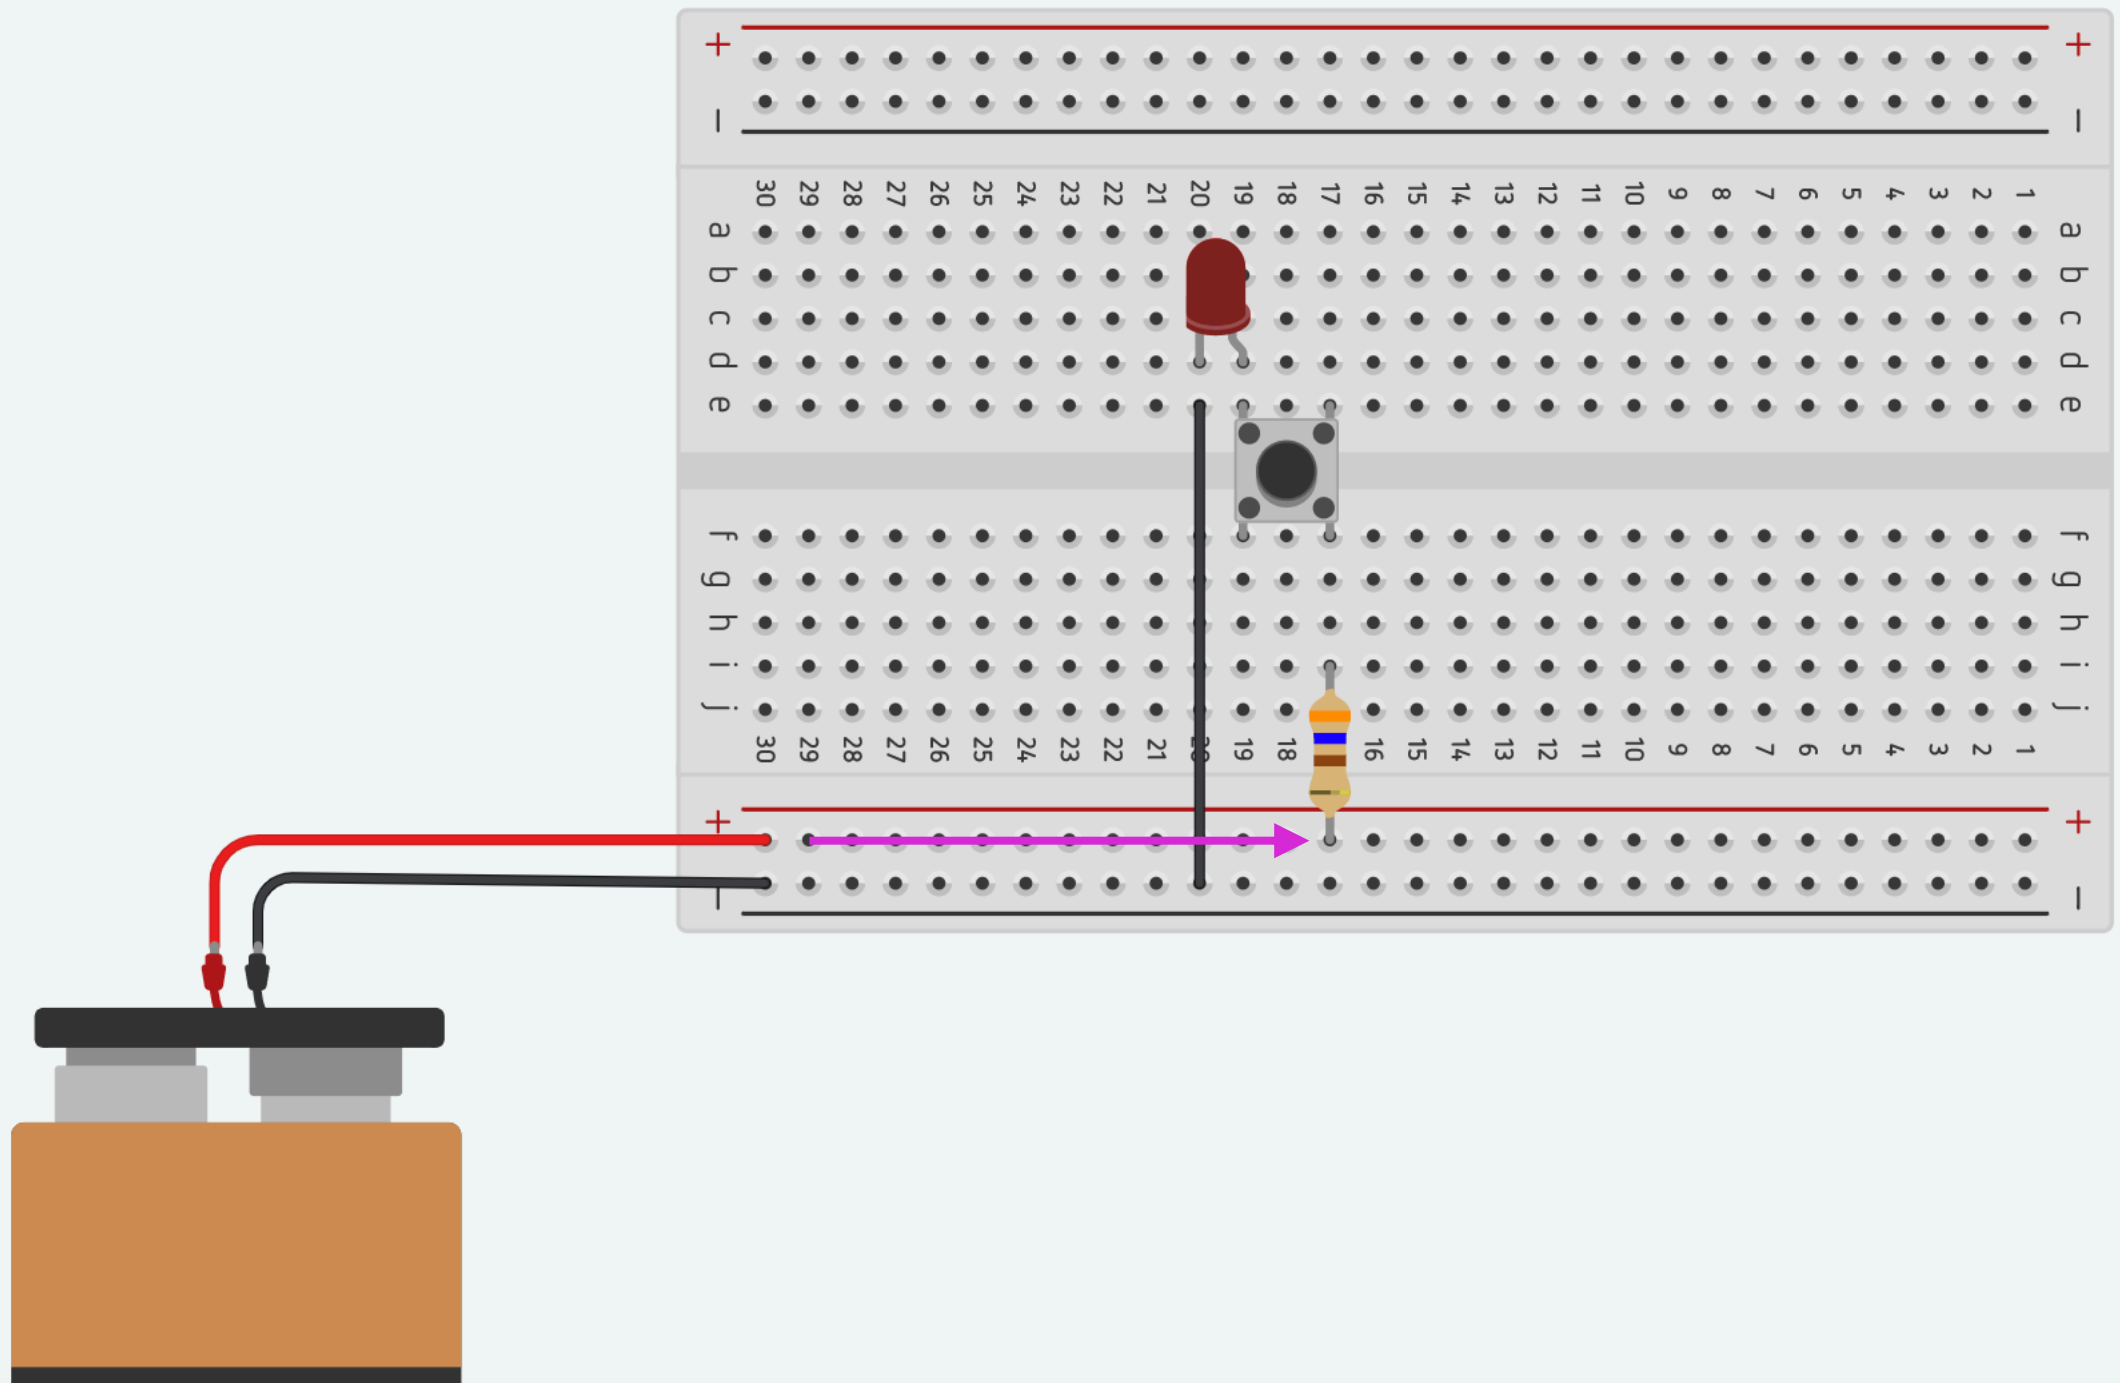 + +
— —
30 29 28 27 26 25 24 23 22 21 20 19 18 17 16 15 14 13 12 11 10 9 8 7 6 5 4 3 2 1
a a
b b
c c
d d
e e
f f
g g
h h
i i
j j
30 29 28 27 26 25 24 23 22 21 19 18 16 15 14 13 12 11 10 9 8 7 6 5 4 3 2 1
+ +
— —